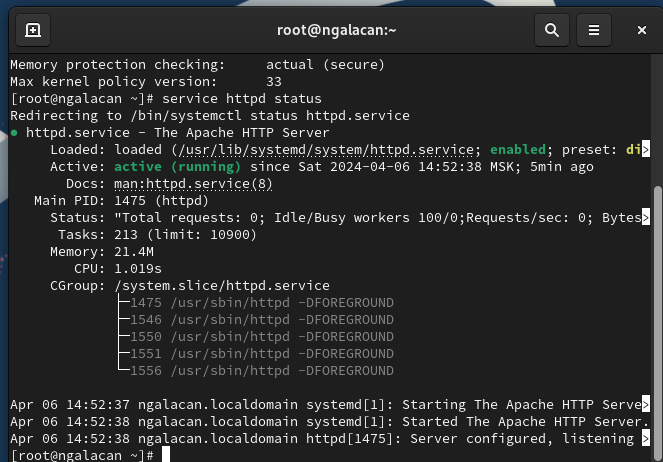 root@ngalacan:~
Memory protection checking:     actual (secure)
Max kernel policy version:      33
[root@ngalacan ~]# service httpd status
Redirecting to /bin/systemctl status httpd.service
● httpd.service - The Apache HTTP Server
     Loaded: loaded (/usr/lib/systemd/system/httpd.service; enabled; preset: di>
     Active: active (running) since Sat 2024-04-06 14:52:38 MSK; 5min ago
       Docs: man:httpd.service(8)
   Main PID: 1475 (httpd)
     Status: "Total requests: 0; Idle/Busy workers 100/0;Requests/sec: 0; Bytes>
      Tasks: 213 (limit: 10900)
     Memory: 21.4M
        CPU: 1.019s
     CGroup: /system.slice/httpd.service
             ├─1475 /usr/sbin/httpd -DFOREGROUND
             ├─1546 /usr/sbin/httpd -DFOREGROUND
             ├─1550 /usr/sbin/httpd -DFOREGROUND
             ├─1551 /usr/sbin/httpd -DFOREGROUND
             └─1556 /usr/sbin/httpd -DFOREGROUND
Apr 06 14:52:37 ngalacan.localdomain systemd[1]: Starting The Apache HTTP Serve>
Apr 06 14:52:38 ngalacan.localdomain systemd[1]: Started The Apache HTTP Server.
Apr 06 14:52:38 ngalacan.localdomain httpd[1475]: Server configured, listening >
[root@ngalacan ~]#